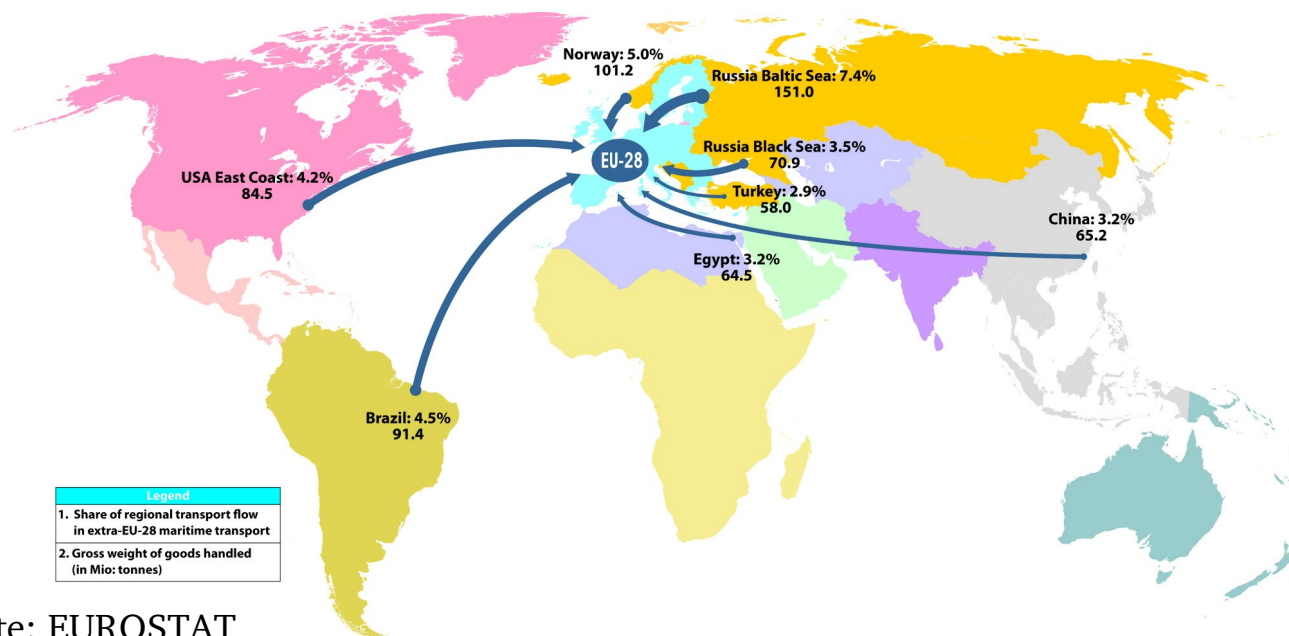 Norway: 5.0%
101.2
Russia Baltic Sea: 7.4%
151.0
EU-28
Russia Black Sea: 3.5%
70.9
USA East Coast: 4.2%
84.5
Turkey: 2.9%
58.0
China: 3.2%
65.2
Egypt: 3.2%
64.5
Brazil: 4.5%
91.4
Legend
1. Share of regional transport flow
in extra-EU-28 maritime transport
2. Gross weight of goods handled
(in Mio: tonnes)
te: EUROSTAT